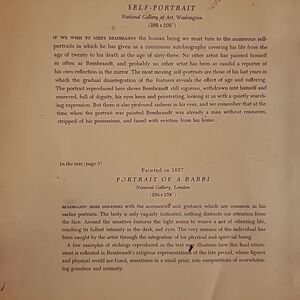 SELF-PORTRAIT
National Gallery of Art, Washington
IF WE WISH TO MEET REMBRANDT the human being we must turn to the numerous self-
portraits in which he has given us a continuous autobiography covering his life from the
age of twenty to his death at the age of sixty-three. No other artist has painted himself
so often as Rembrandt, and probably no other artist has been so candid a reporter of
his own reflection in the mirror. The most moving self-portraits are those of his last years in
which the gradual disintegration of the features reveals the effect of age and suffering.
The portrait reproduced here shows Rembrandt still vigorous, withdrawn into himself and
reserved, full of dignity, his eyes keen and penetrating, looking at us with a quietly search-
ing expression. But there is also profound sadness in his eyes, and we remember that at the
time when the portrait was painted Rembrandt was already a man without resources,
stripped of his possessions, and faced with eviction from his home.
In the text (page 5)
Painted in 1657
PORTRAIT OF A RABBI
National Gallery, London
REMBRANDT HERE DISPENSES with the accessories and gestures which are common in his
earlier portraits. The body is only vaguely indicated; nothing distracts our attention from
the face. Around the sensitive features the light seems to weave a net of vibrating life,
reaching its fullest intensity in the dark, and eyes. The very essence of the individual has
been caught by the artist through the integration of his physical and spiritual being.
A few examples of etchings reproduced in the text may illustrate how this final attain-
ment is reflected in Rembrandt's religious representations of the late period, where figures
and physical world are fused, sometimes in a small print, into compositions of overwhelm-
ing grandeur and intimacy.